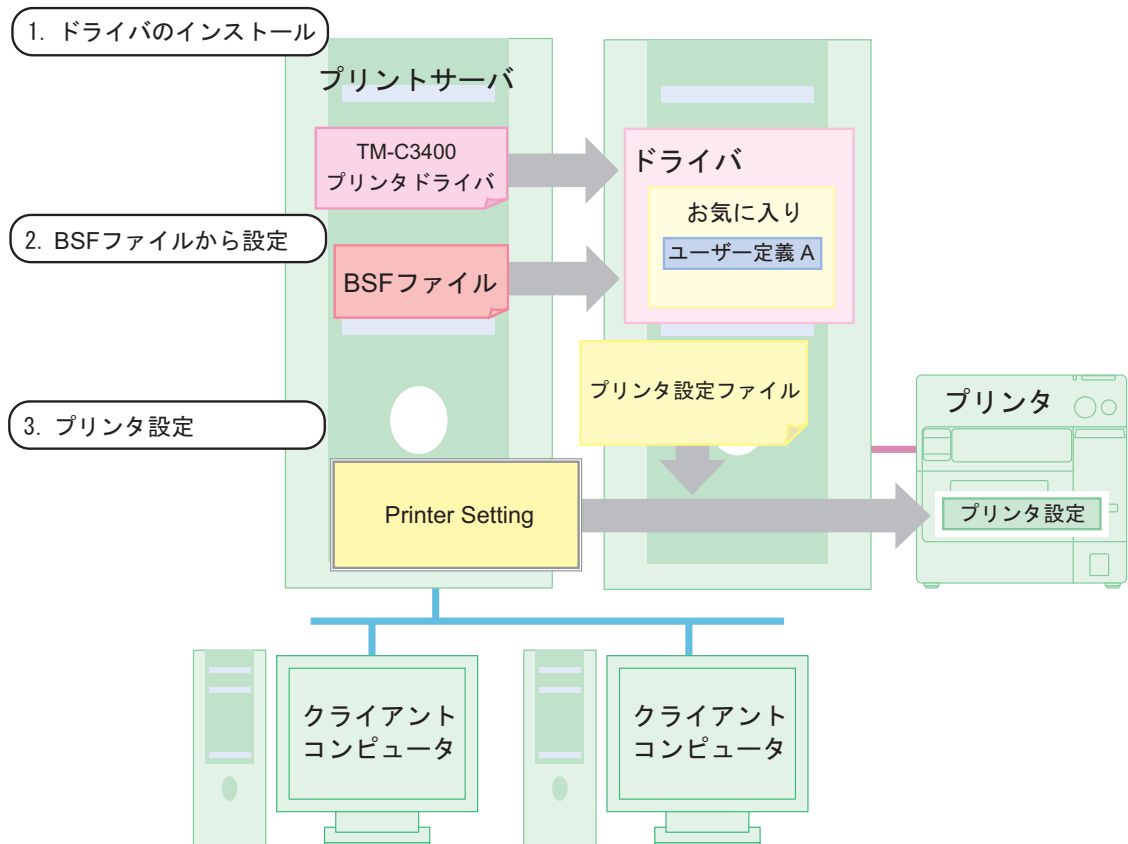 1. ドライバのインストール
プリントサーバ
TM-C3400
プリンタドライバ
ドライバ
お気に入り
ユーザー定義 A
2. BSFファイルから設定
BSFファイル
プリンタ設定ファイル
プリンタ
3. プリンタ設定
Printer Setting
プリンタ設定
クライアント
コンピュータ
クライアント
コンピュータ